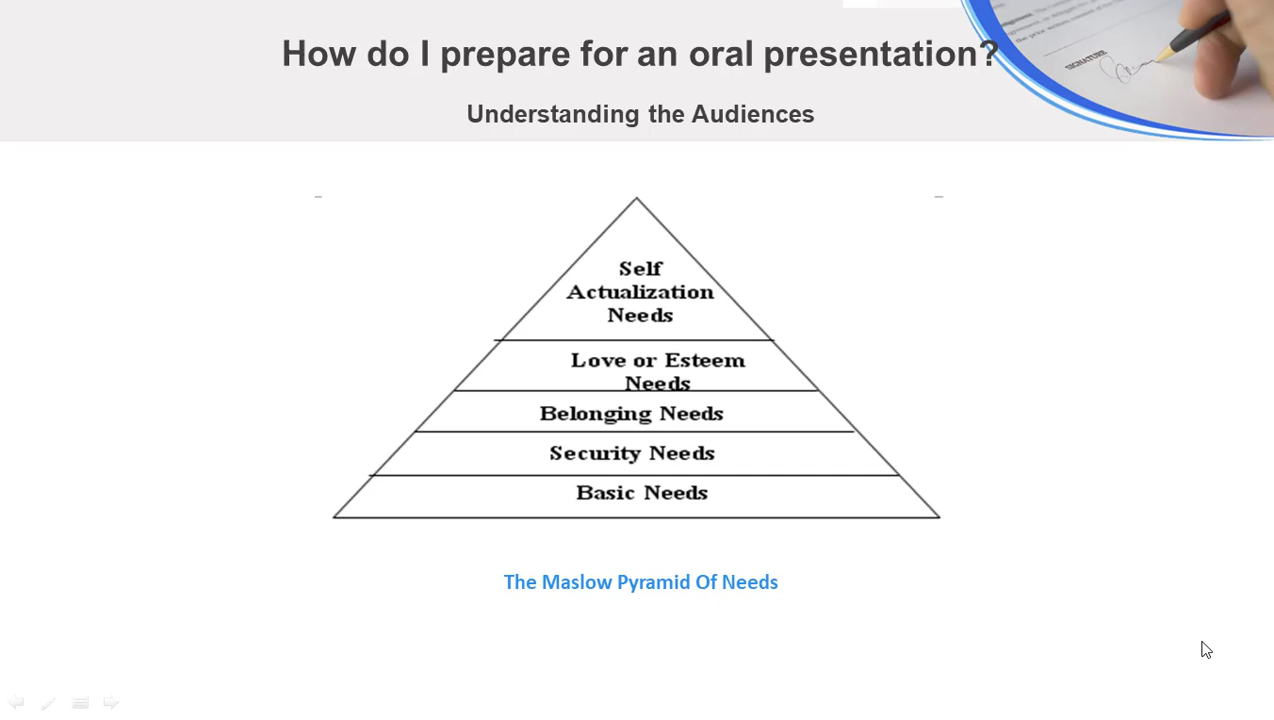 How do I prepare for an oral presentation?
Understanding the Audiences
SIGNATURE
Self
Actualization
Needs
Love or Esteem
Needs
Belonging Needs
Security Needs
Basic Needs
The Maslow Pyramid Of Needs